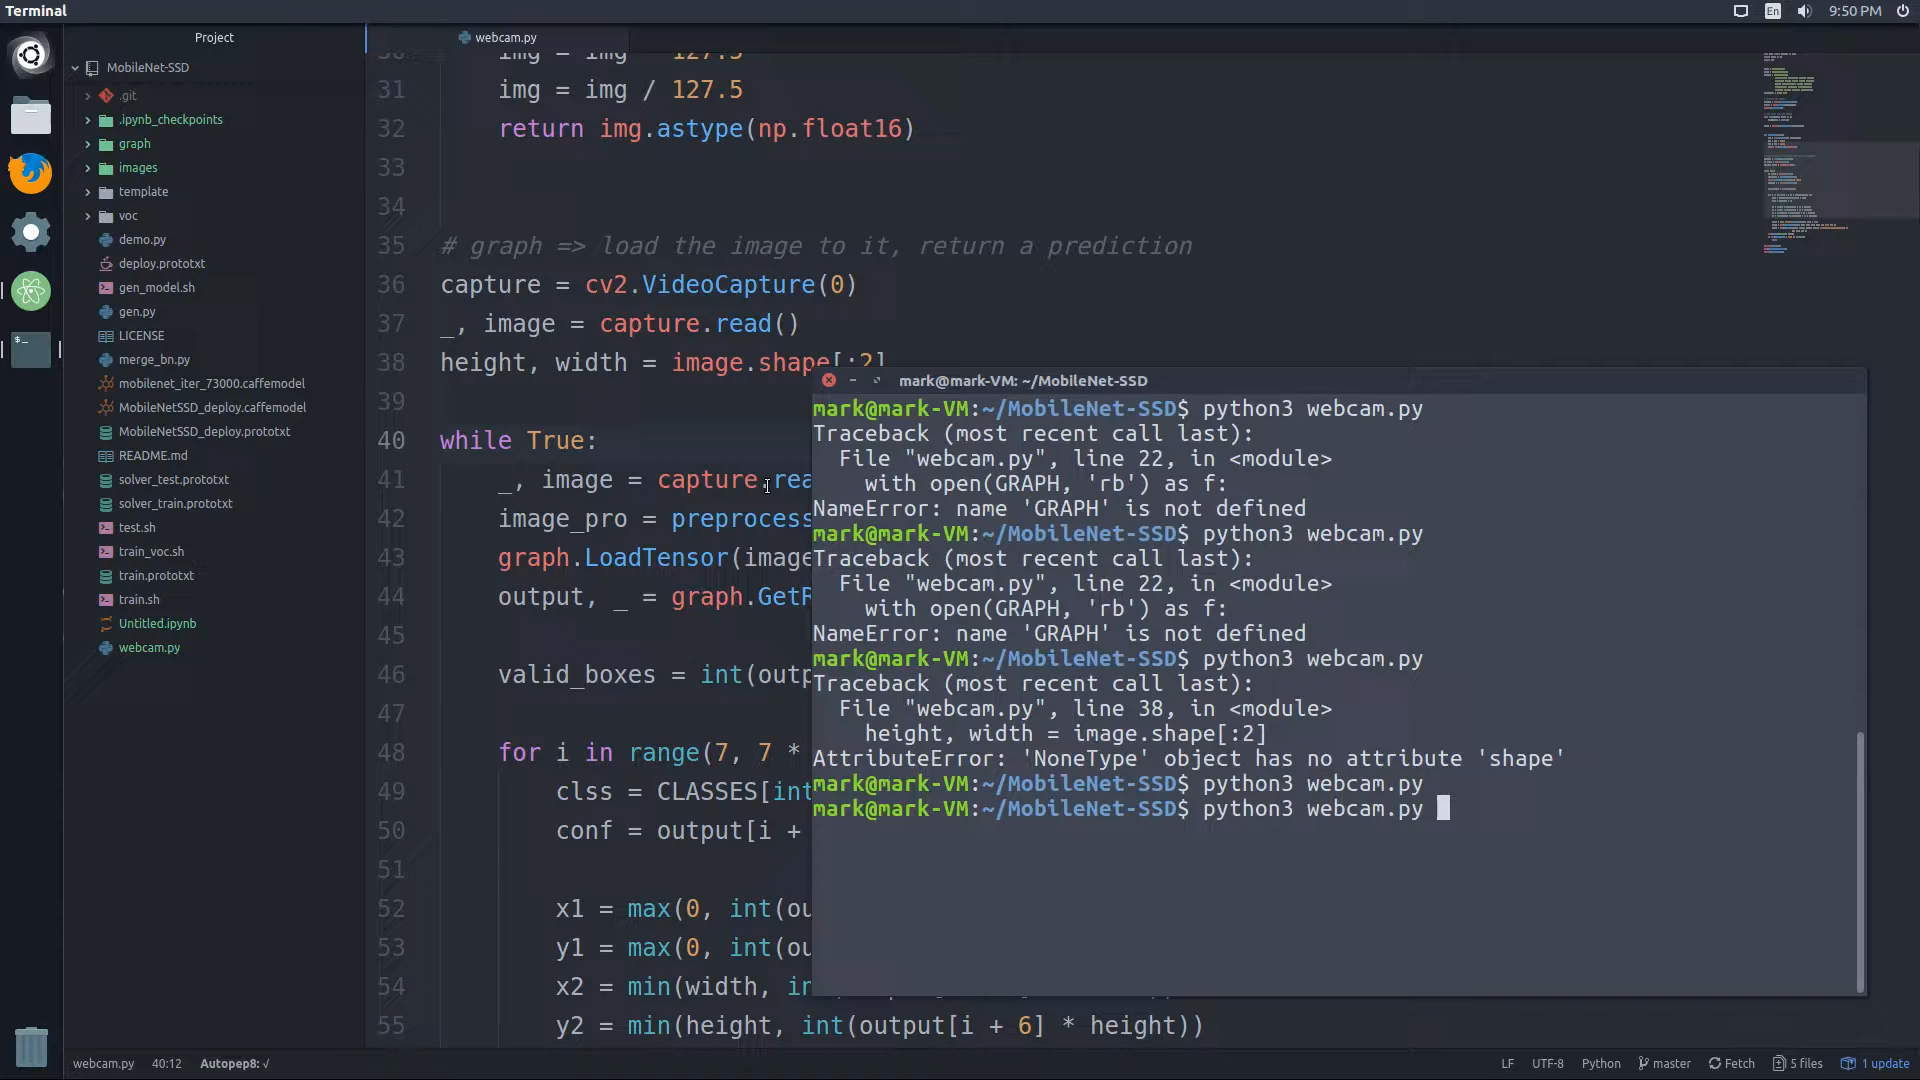 Terminal
En
9:50 PM
Project
webcam.py
MobileNet-SSD
.git
.ipynb_checkpoints
graph
images
template
voc
demo.py
deploy.prototxt
gen_model.sh
gen.py
LICENSE
merge_bn.py
mobilenet_iter_73000.caffemodel
MobileNetSSD_deploy.caffemodel
MobileNetSSD_deploy.prototxt
README.md
solver_test.prototxt
solver_train.prototxt
test.sh
train_voc.sh
train.prototxt
train.sh
Untitled.ipynb
webcam.py
30 img = img 127.5
31 img = img / 127.5
32 return img.astype(np.float16)
33
34
35 # graph => load the image to it, return a prediction
36 capture = cv2.VideoCapture(0)
37 _, image = capture.read()
38 height, width = image.shape[:2]
39
40 while True:
41 _, image = capture.rea
42 image_pro = preprocess
43 graph.LoadTensor(image
44 output, _ = graph.GetR
45
46 valid_boxes = int(outp
47
48 for i in range(7, 7 *
49 clss = CLASSES[int
50 conf = output[i +
51
52 x1 = max(0, int(ou
53 y1 = max(0, int(ou
54 x2 = min(width, in
55 y2 = min(height, int(output[i + 6] * height))
mark@mark-VM: ~/MobileNet-SSD
mark@mark-VM:~/MobileNet-SSD$ python3 webcam.py
Traceback (most recent call last):
File "webcam.py", line 22, in <module>
with open(GRAPH, 'rb') as f:
NameError: name 'GRAPH' is not defined
mark@mark-VM:~/MobileNet-SSD$ python3 webcam.py
Traceback (most recent call last):
File "webcam.py", line 22, in <module>
with open(GRAPH, 'rb') as f:
NameError: name 'GRAPH' is not defined
mark@mark-VM:~/MobileNet-SSD$ python3 webcam.py
Traceback (most recent call last):
File "webcam.py", line 38, in <module>
height, width = image.shape[:2]
AttributeError: 'NoneType' object has no attribute 'shape'
mark@mark-VM:~/MobileNet-SSD$ python3 webcam.py
mark@mark-VM:~/MobileNet-SSD$ python3 webcam.py
webcam.py 40:12 Autopep8: √
LF UTF-8 Python master Fetch 5 files 1 update